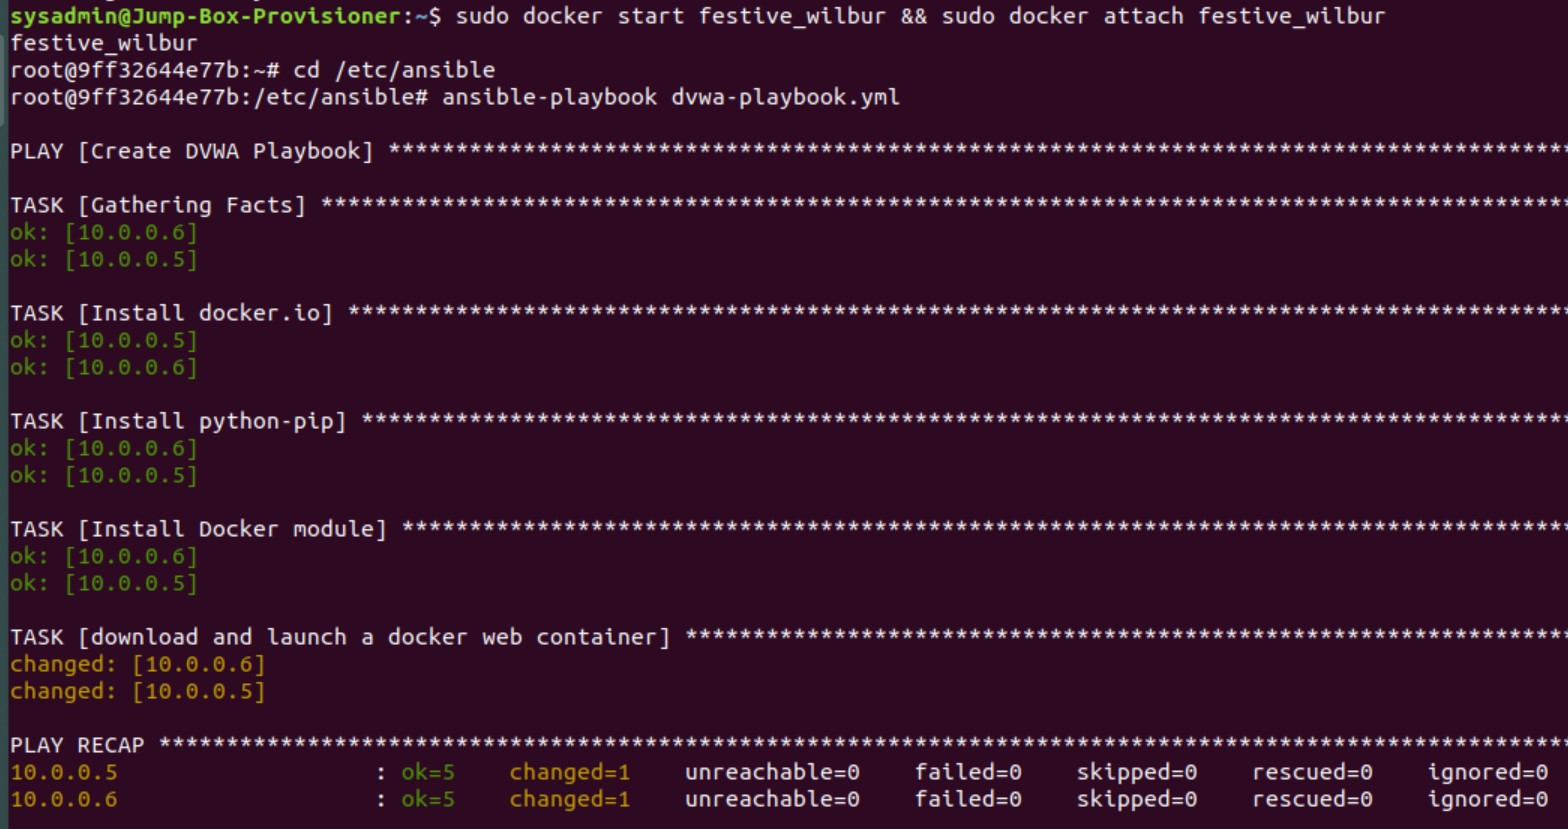 sysadmin@Jump-Box-Provisioner:~$ sudo docker start festive_wilbur && sudo docker attach festive_wilbur
festive_wilbur
root@9ff32644e77b:~# cd /etc/ansible
root@9ff32644e77b:/etc/ansible# ansible-playbook dvwa-playbook.yml
PLAY [Create DVWA Playbook] ***************************************************************************************
TASK [Gathering Facts] ********************************************************************************************
ok: [10.0.0.6]
ok: [10.0.0.5]
TASK [Install docker.io] ******************************************************************************************
ok: [10.0.0.5]
ok: [10.0.0.6]
TASK [Install python-pip] *****************************************************************************************
ok: [10.0.0.6]
ok: [10.0.0.5]
TASK [Install Docker module] **************************************************************************************
ok: [10.0.0.6]
ok: [10.0.0.5]
TASK [download and launch a docker web container] *****************************************************************
changed: [10.0.0.6]
changed: [10.0.0.5]
PLAY RECAP ********************************************************************************************************
10.0.0.5                   : ok=5    changed=1    unreachable=0    failed=0    skipped=0    rescued=0    ignored=0
10.0.0.6                   : ok=5    changed=1    unreachable=0    failed=0    skipped=0    rescued=0    ignored=0